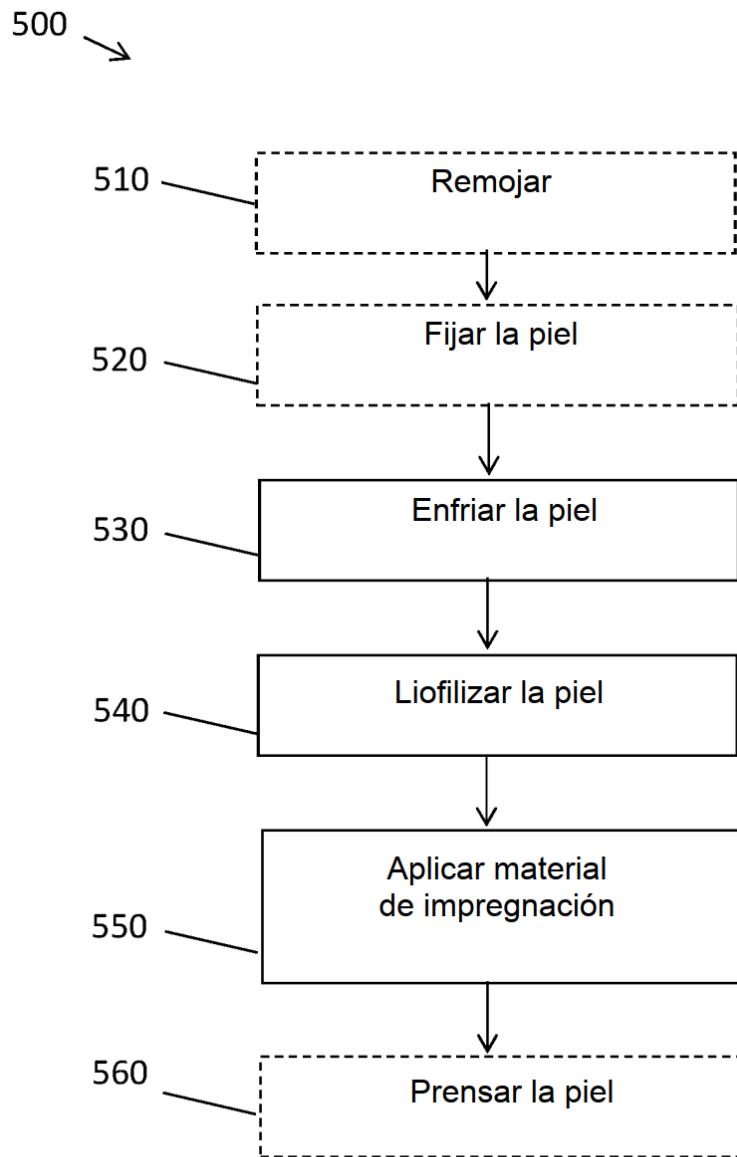 500
510
Remojar
520
Fijar la piel
530
Enfriar la piel
540
Liofilizar la piel
550
Aplicar material
de impregnación
560
Prensar la piel